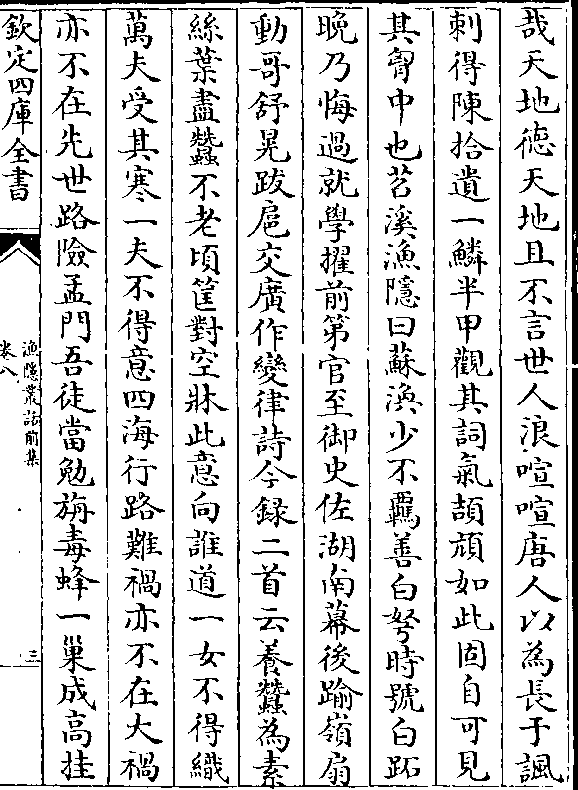 哉天地徳天地且不言世人浪喧喧唐人以為長于諷
刺得陳拾遺一鱗半甲觀其詞氣頡頏如此固自可見
其胷中也苕溪漁隱曰蘇渙少不羈善白弩時號白跖
晚乃悔過就學擢前第官至御史佐湖南幕後踰嶺扇
動哥舒晃跋扈交廣作變律詩今録二首云養蠶為素
絲葉盡蠶不老頃筐對空牀此意向誰道一女不得織
萬夫受其寒一夫不得意四海行路難禍亦不在大禍
亦不在先世路險孟門吾徒當勉旃毒蜂一巢成高挂
欽定四庫全書
漁隱叢話前集
卷八
三